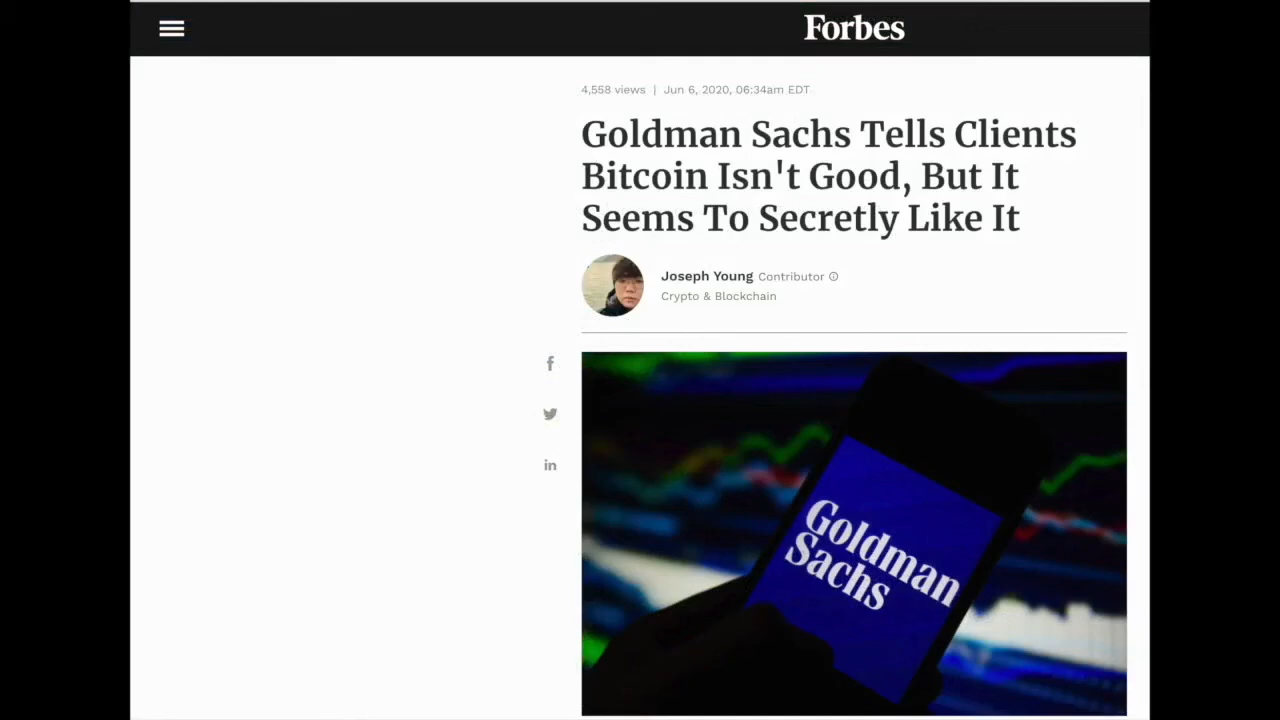 Forbes
4,558 views | Jun 6, 2020, 06:34am EDT
Goldman Sachs Tells Clients
Bitcoin Isn't Good, But It
Seems To Secretly Like It
Joseph Young Contributor
Crypto & Blockchain
f
in
Goldman
Sachs